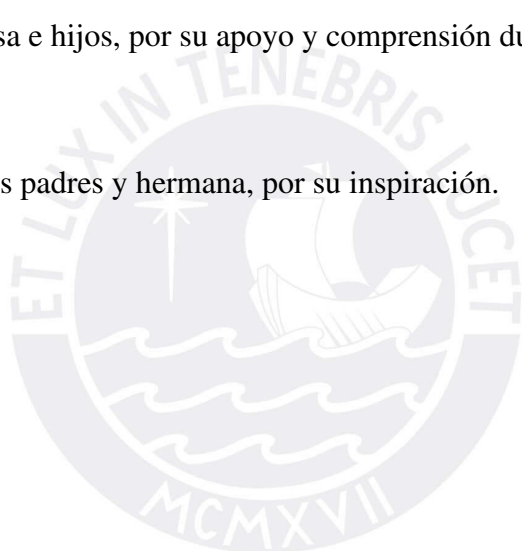 sa e hijos, por su apoyo y comprensión du
s padres y hermana, por su inspiración.
ET LUX IN TENEBRIS LUCET
MCMXVII